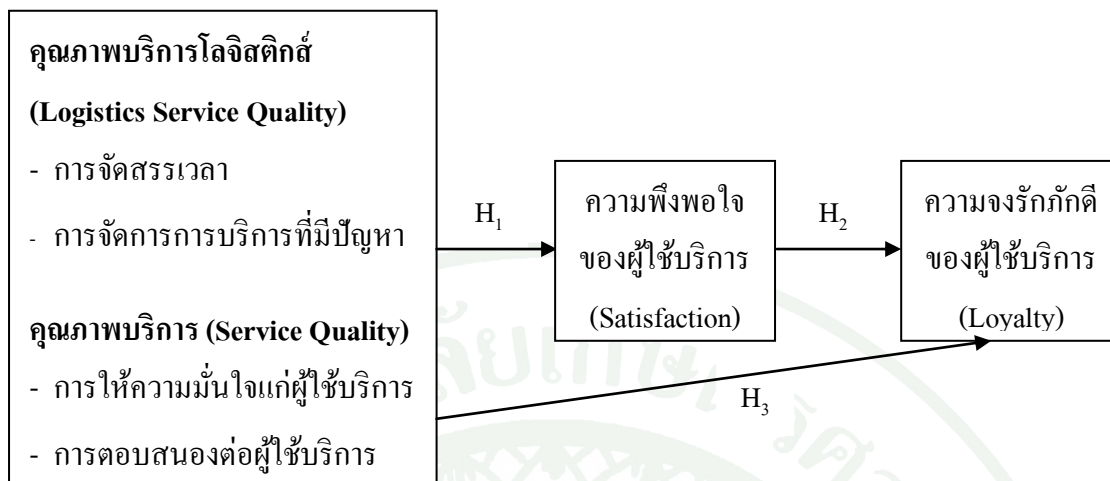 คุณภาพบริการโลจิสติกส์
(Logistics Service Quality)
- การจัดสรรเวลา
- การจัดการการบริการที่มีปัญหา
คุณภาพบริการ (Service Quality)
- การให้ความมั่นใจแก่ผู้ใช้บริการ
- การตอบสนองต่อผู้ใช้บริการ
H1
ความพึงพอใจ
ของผู้ใช้บริการ
(Satisfaction)
H2
ความจงรักภักดี
ของผู้ใช้บริการ
(Loyalty)
H3